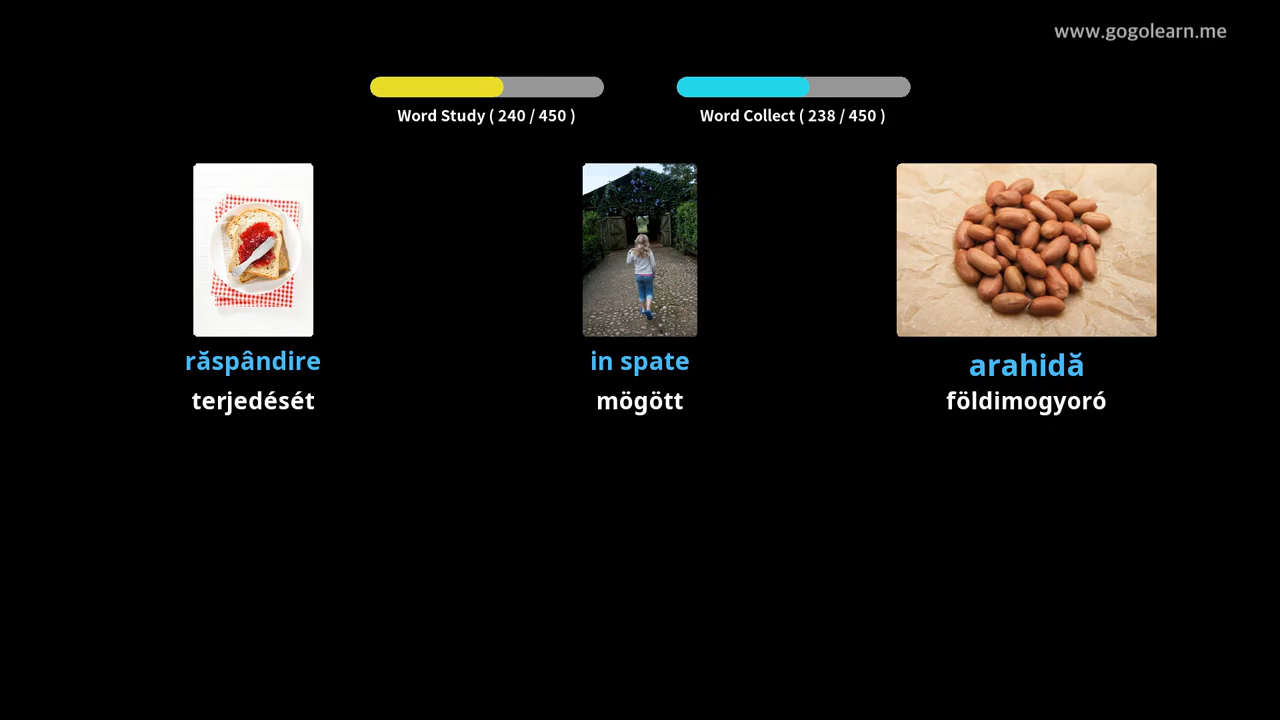 www.gogolearn.me
Word Study ( 240 / 450 )
Word Collect ( 238 / 450 )
răspândire
in spate
arahidă
terjedését
mögött
földimogyoró